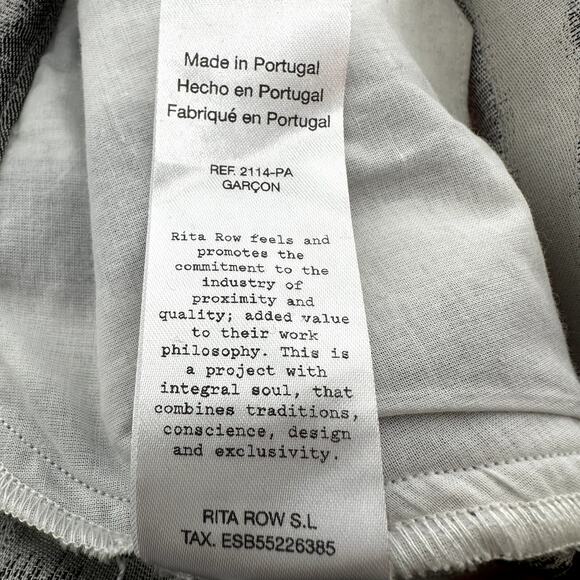 Made in Portugal
Hecho en Portugal
Fabriqué en Portugal
REF. 2114-PA
GARÇON
Rita Row feels and
promotes the
commitment to the
industry of
proximity and
quality; added value
to their work
philosophy. This is
a project with
integral soul, that
combines traditions,
conscience, design
and exclusivity.
RITA ROW S.L
TAX. ESB55226385